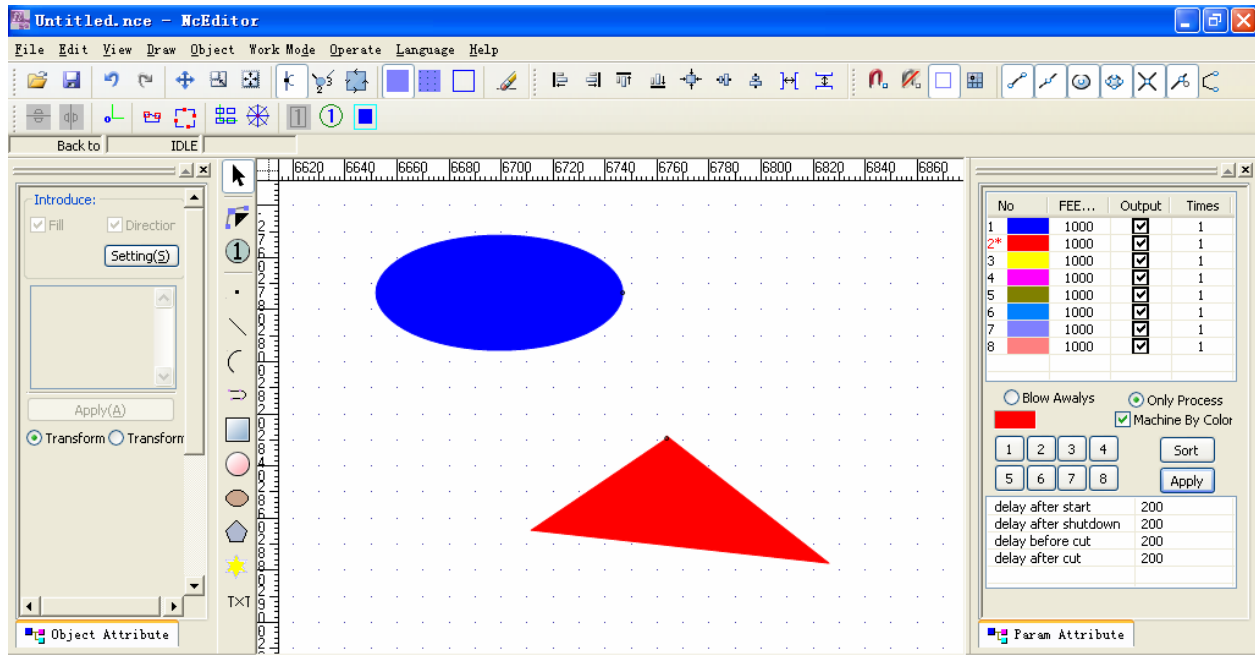 Untitled.nce - NcEditor
File Edit View Draw Object Work Mode Operate Language Help
1 1
Back to IDLE
6620 6640 6660 6680 6700 6720 6740 6760 6780 6800 6820 6840 6860
Introduce:
Fill Direction
Setting(S)
Apply(A)
Transform Transform
Object Attribute
1
TXT
No FEE... Output Times
1 1000 1
2* 1000 1
3 1000 1
4 1000 1
5 1000 1
6 1000 1
7 1000 1
8 1000 1
Blow Awalys Only Process
Machine By Color
1 2 3 4 Sort
5 6 7 8 Apply
delay after start 200
delay after shutdown 200
delay before cut 200
delay after cut 200
Param Attribute